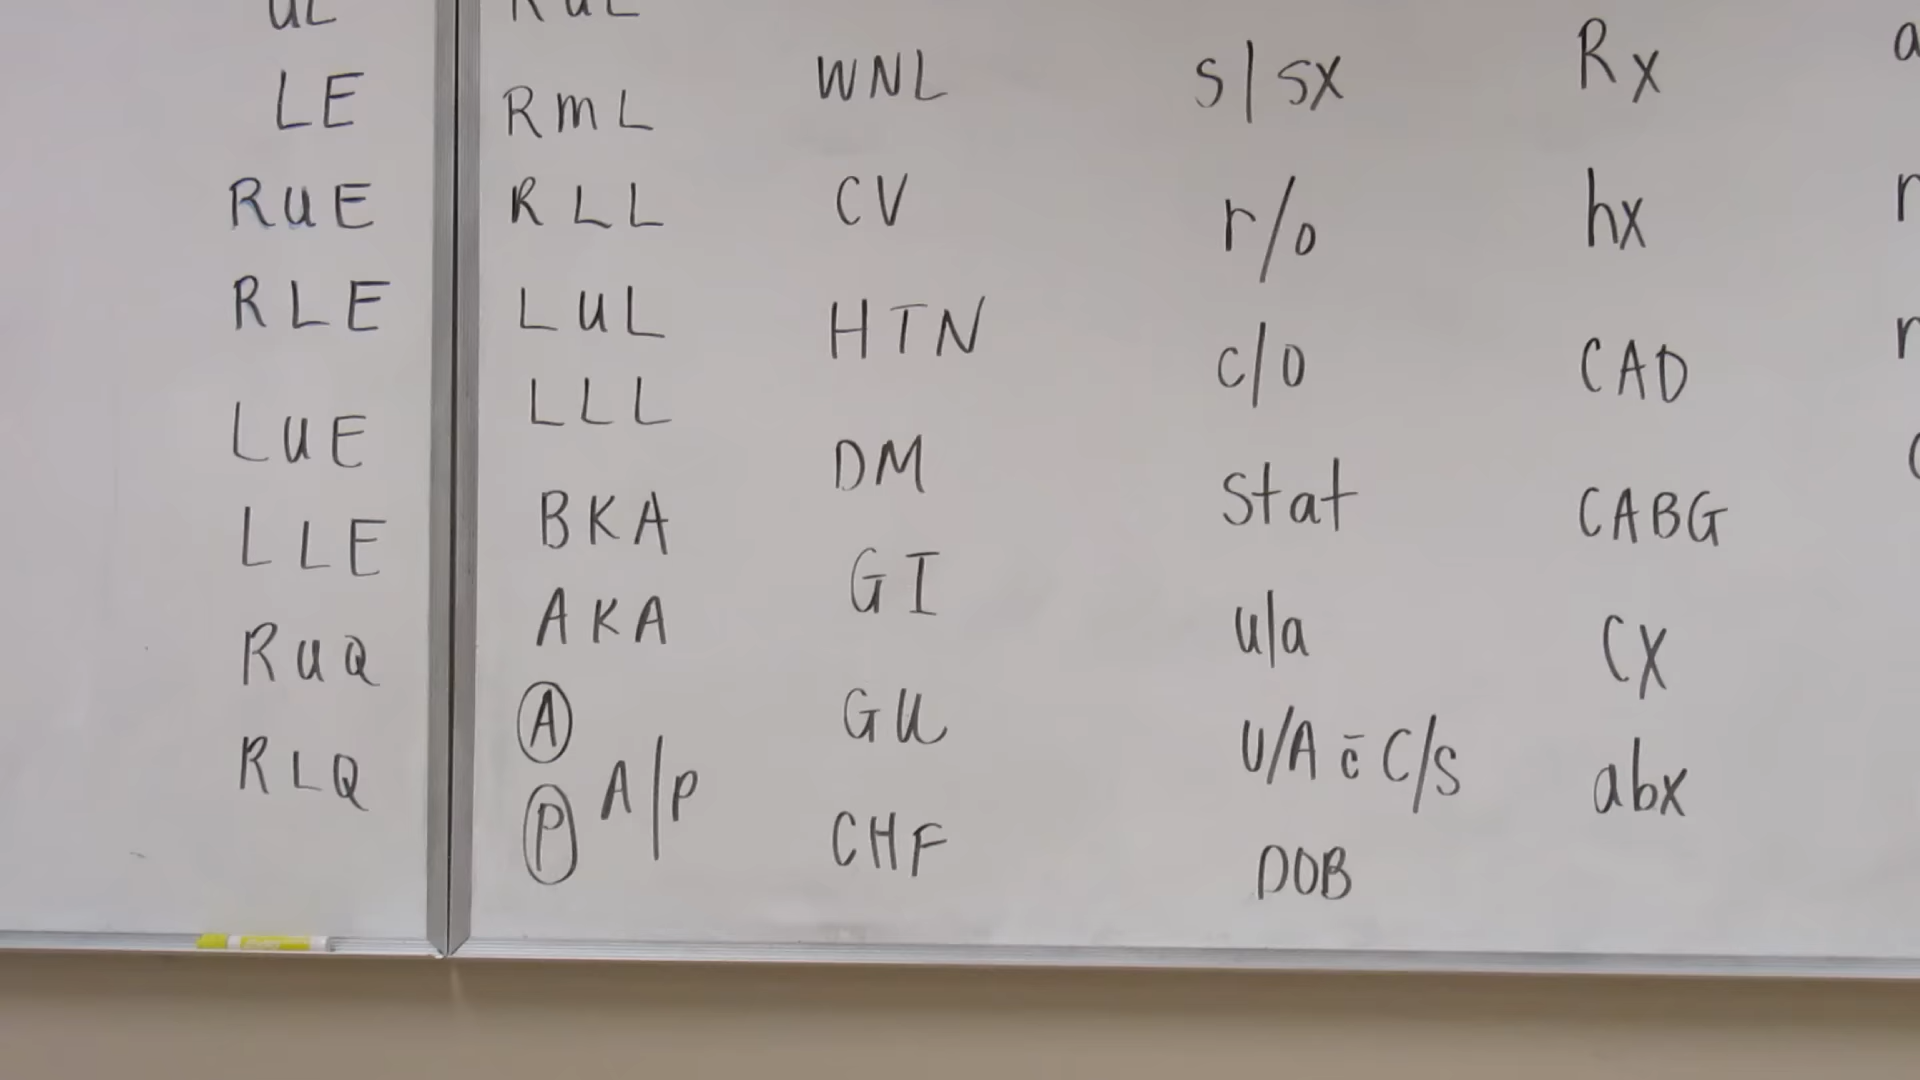 LE
RUE
RLE
LUE
LLE
RUQ
RLQ
RUL
RML
RLL
LUL
LLL
BKA
AKA
A
P
A/P
WNL
CV
HTN
DM
GI
GU
CHF
s/sx
r/o
c/o
Stat
u/a
U/A c̄ C/S
DOB
Rx
hx
CAD
CABG
CX
abx